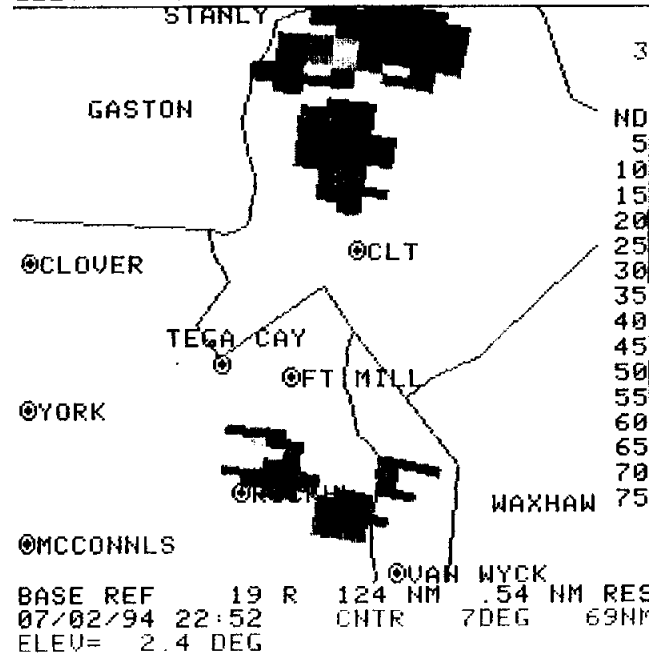 STANLY
3
GASTON
ND
5
10
15
20
CLT
25
CLOVER
30
35
TEGA CAY
40
45
FT MILL
50
55
YORK
60
65
70
75
WAXHAW
MCCONNLS
VAN WYCK
BASE REF 19 R 124 NM .54 NM RES
07/02/94 22:52 CNTR 7DEG 69NM
ELEV= 2.4 DEG